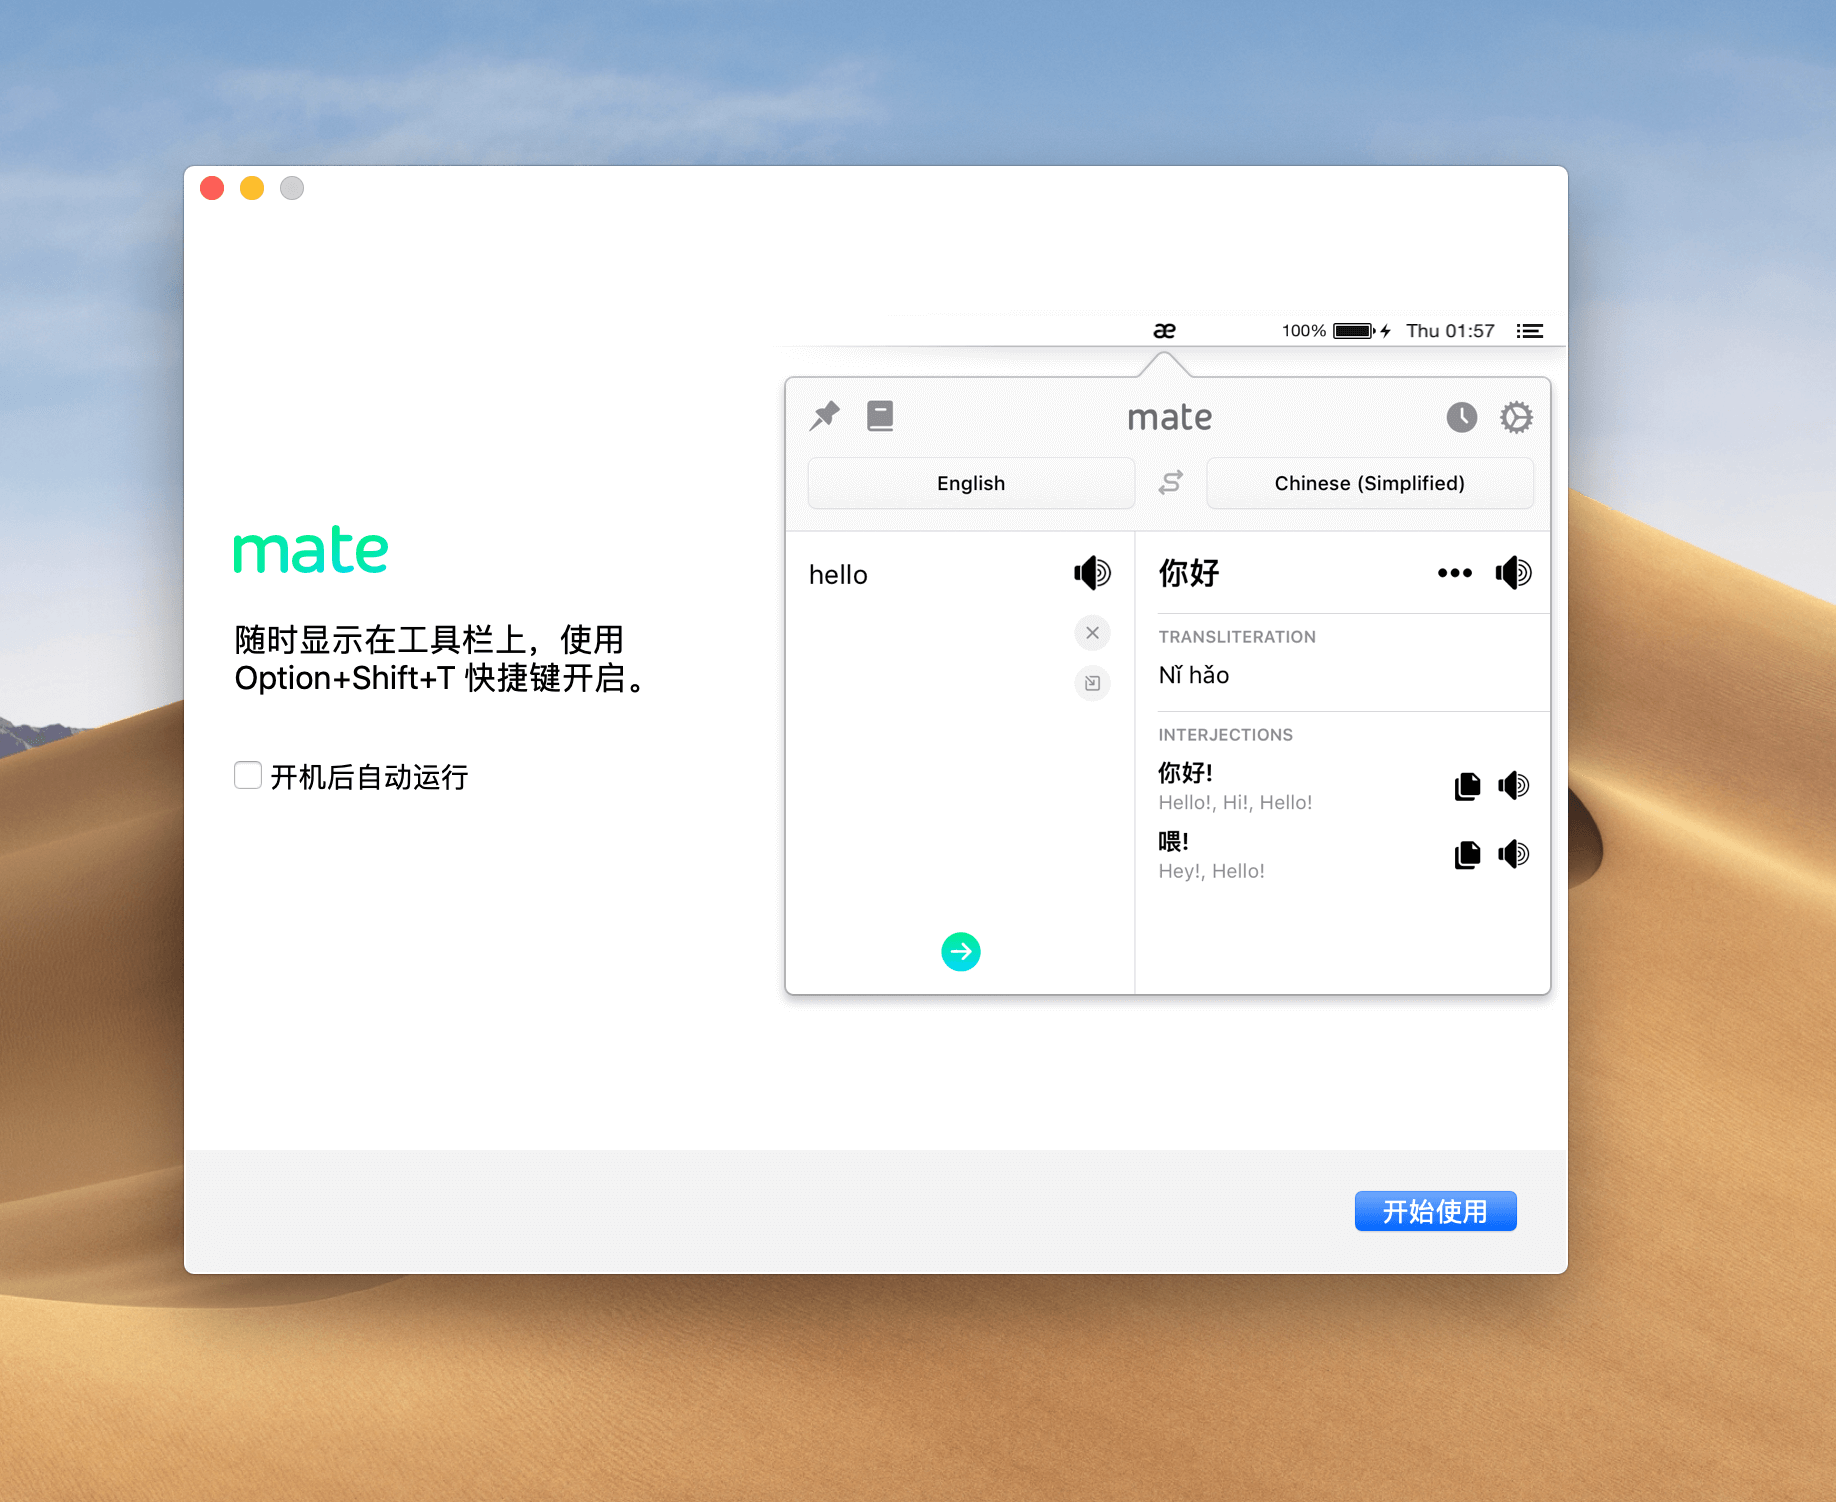 mate
随时显示在工具栏上，使用
Option+Shift+T 快捷键开启。
开机后自动运行
æ 100% Thu 01:57
mate
English Chinese (Simplified)
hello
你好
TRANSLITERATION
Nǐ hǎo
INTERJECTIONS
你好!
Hello!, Hi!, Hello!
喂!
Hey!, Hello!
开始使用